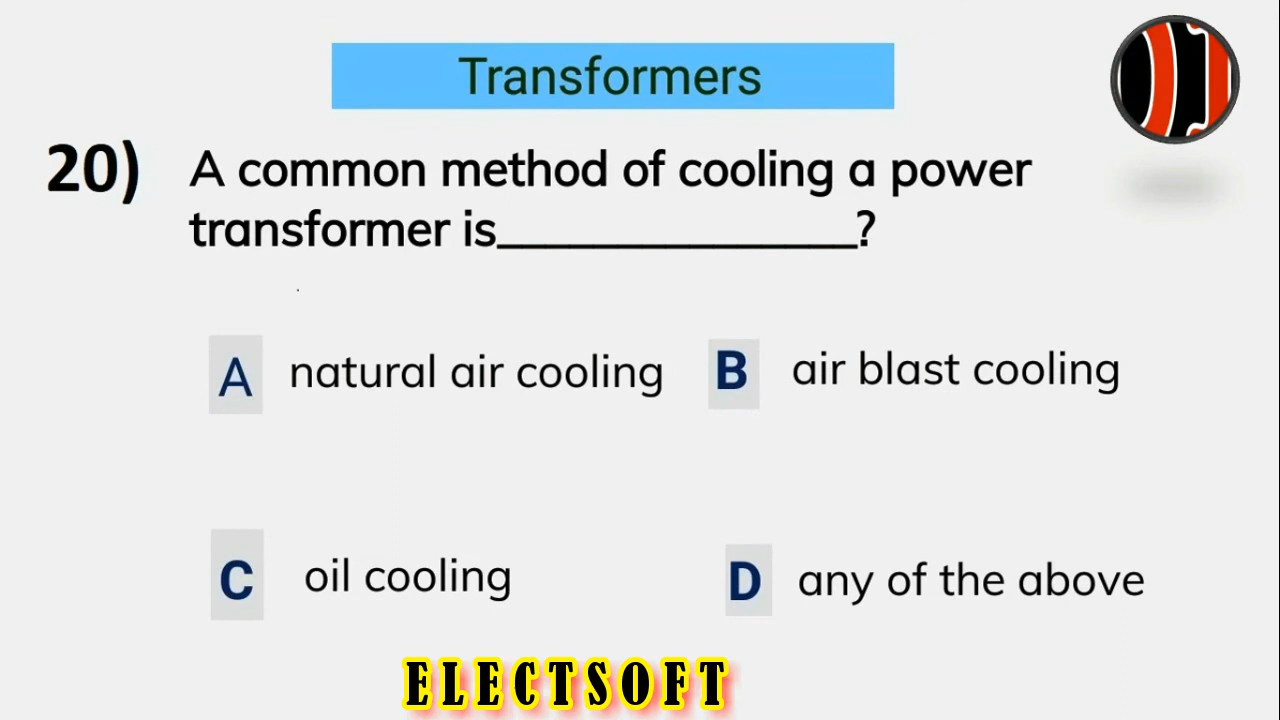 Transformers
20) A common method of cooling a power
transformer is_______________?
A natural air cooling
B air blast cooling
C oil cooling
D any of the above
ELECTSOFT